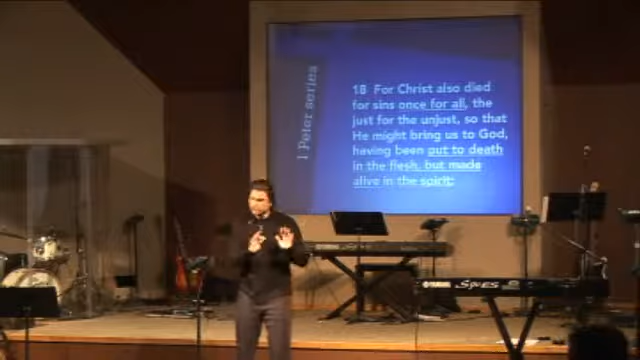 1 Peter series
18 For Christ also died
for sins once for all, the
just for the unjust, so that
He might bring us to God,
having been put to death
in the flesh, but made
alive in the spirit;
YAMAHA